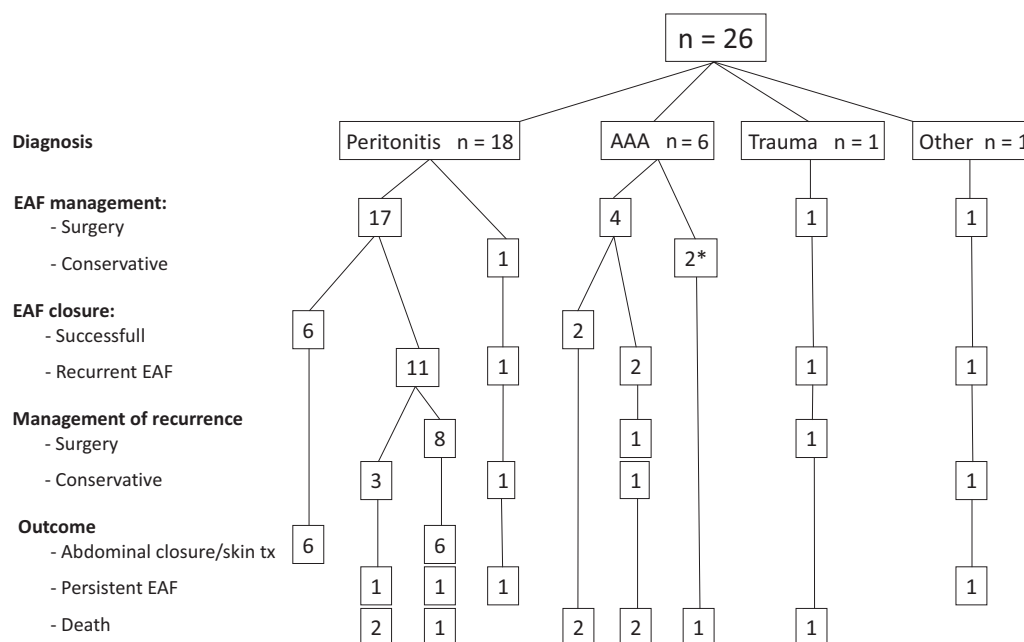 n = 26
Diagnosis
Peritonitis n = 18
AAA n = 6
Trauma n = 1
Other n = 1
EAF management:
- Surgery
17
4
1
1
- Conservative
1
2*
EAF closure:
- Successfull
6
2
- Recurrent EAF
11
1
2
1
1
Management of recurrence
- Surgery
8
1
1
- Conservative
3
1
1
1
Outcome
- Abdominal closure/skin tx
6
6
- Persistent EAF
1
1
1
1
- Death
2
1
2
2
1
1